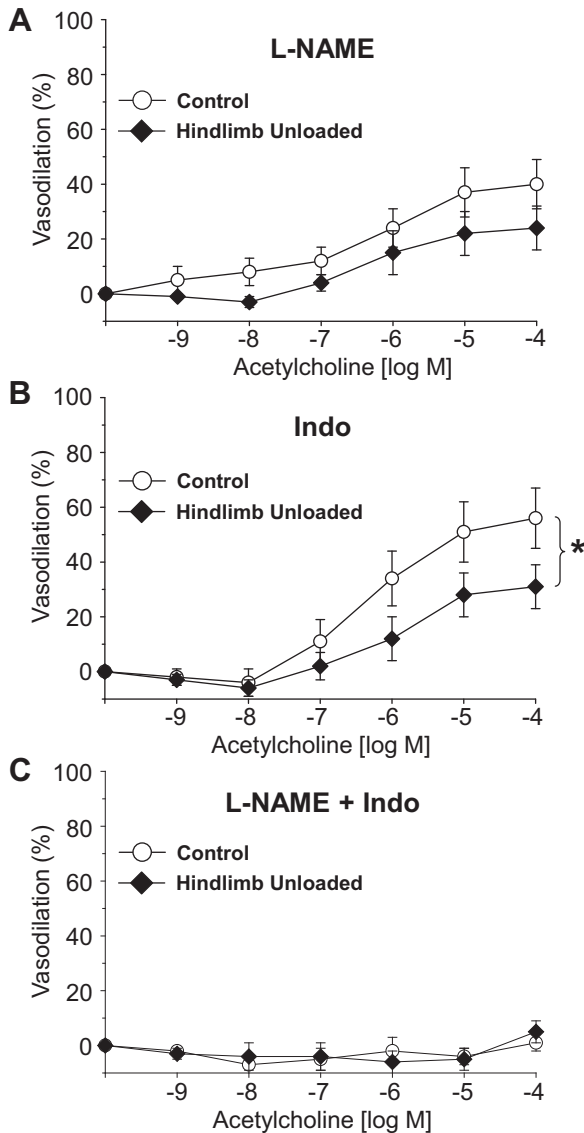 A
L-NAME
100
80
60
40
20
0
Vasodilation (%)
Control
Hindlimb Unloaded
-9 -8 -7 -6 -5 -4
Acetylcholine [log M]
B
Indo
100
80
60
40
20
0
Vasodilation (%)
Control
Hindlimb Unloaded
*
-9 -8 -7 -6 -5 -4
Acetylcholine [log M]
C
L-NAME + Indo
100
80
60
40
20
0
Vasodilation (%)
Control
Hindlimb Unloaded
-9 -8 -7 -6 -5 -4
Acetylcholine [log M]